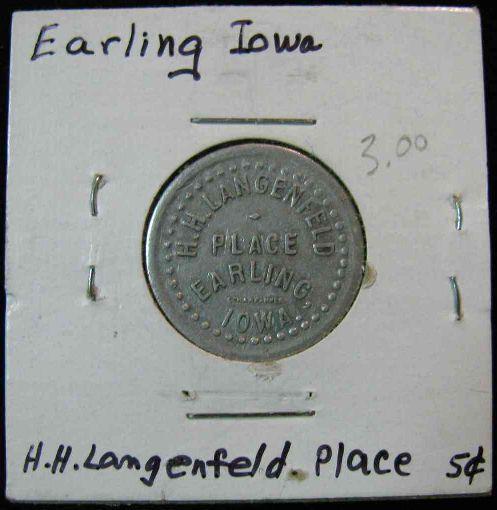 Earling Iowa
3.00
H.H. LANGENFELD
PLACE
EARLING
IOWA
H.H. Langenfeld. Place 5¢